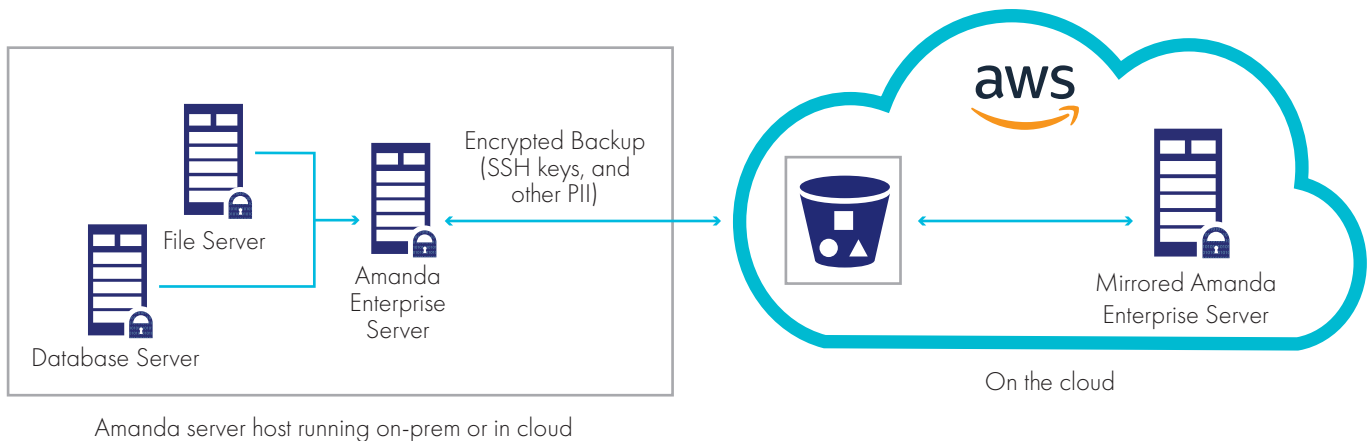 aws
Encrypted Backup
(SSH keys, and
other PII)
File Server
Amanda
Enterprise
Server
Database Server
Mirrored Amanda
Enterprise Server
On the cloud
Amanda server host running on-prem or in cloud